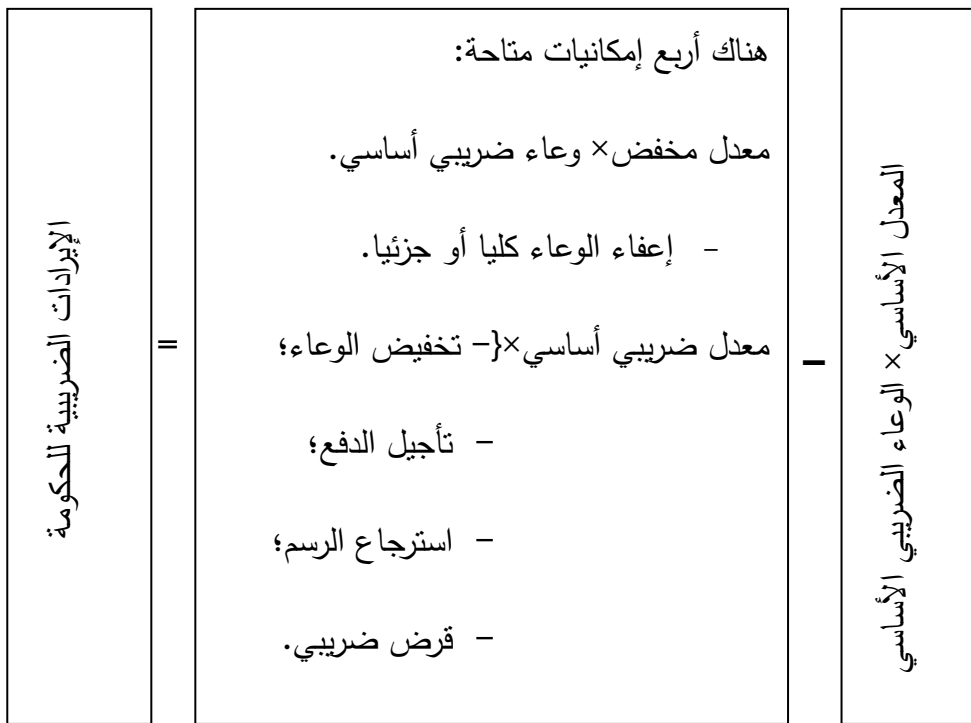 المعدل الأساسي× الوعاء الضريبي الأساسي
–
هناك أربع إمكانيات متاحة:
معدل مخفض× وعاء ضريبي أساسي.
- إعفاء الوعاء كليا أو جزئيا.
معدل ضريبي أساسي×{– تخفيض الوعاء؛
– تأجيل الدفع؛
– استرجاع الرسم؛
– قرض ضريبي.
=
الإيرادات الضريبية للحكومة